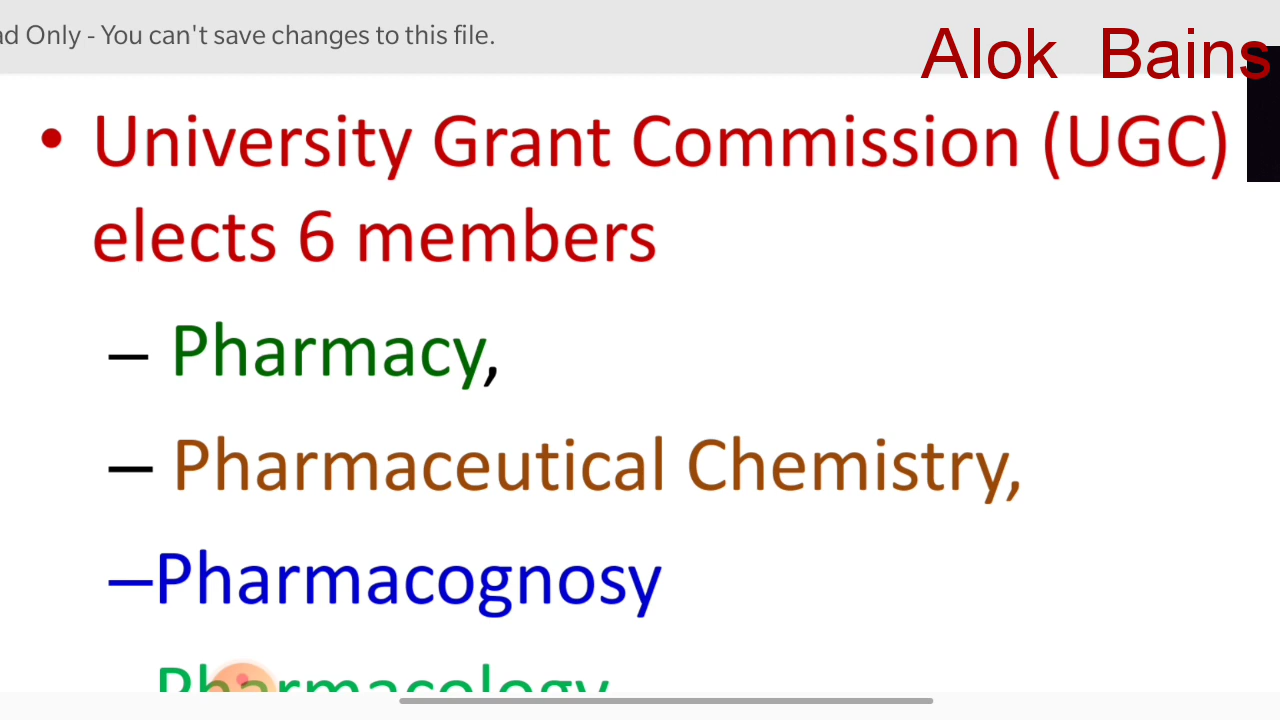 ad Only - You can't save changes to this file.
Alok Bains
• University Grant Commission (UGC)
elects 6 members
– Pharmacy,
– Pharmaceutical Chemistry,
–Pharmacognosy
Pharmacology